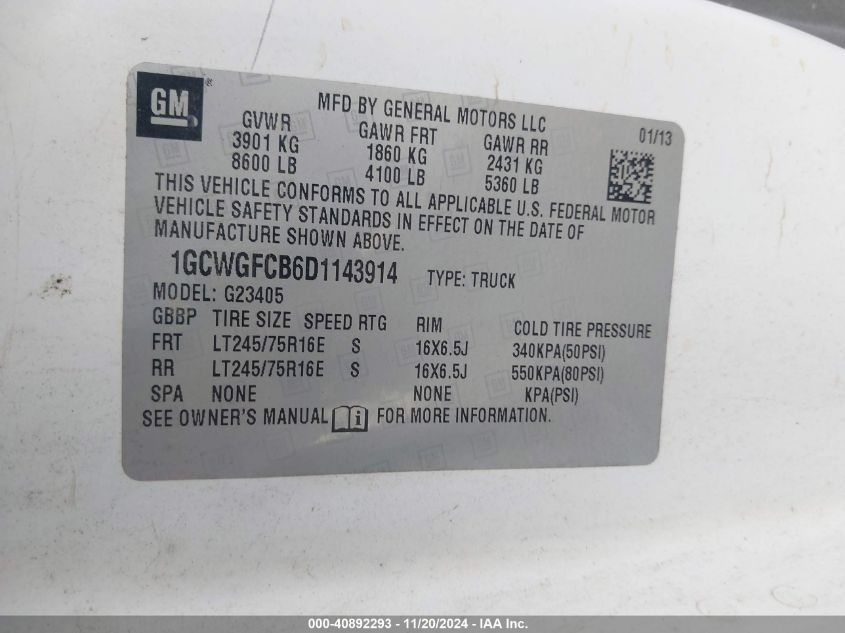 GM ®
MFD BY GENERAL MOTORS LLC
01/13
GVWR GAWR FRT GAWR RR
3901 KG 1860 KG 2431 KG
8600 LB 4100 LB 5360 LB
THIS VEHICLE CONFORMS TO ALL APPLICABLE U.S. FEDERAL MOTOR
VEHICLE SAFETY STANDARDS IN EFFECT ON THE DATE OF
MANUFACTURE SHOWN ABOVE.
1GCWGFCB6D1143914 TYPE: TRUCK
MODEL: G23405
GBBP TIRE SIZE SPEED RTG RIM COLD TIRE PRESSURE
FRT LT245/75R16E S 16X6.5J 340KPA(50PSI)
RR LT245/75R16E S 16X6.5J 550KPA(80PSI)
SPA NONE NONE KPA(PSI)
SEE OWNER'S MANUAL i FOR MORE INFORMATION.
000-40892293 - 11/20/2024 - IAA Inc.